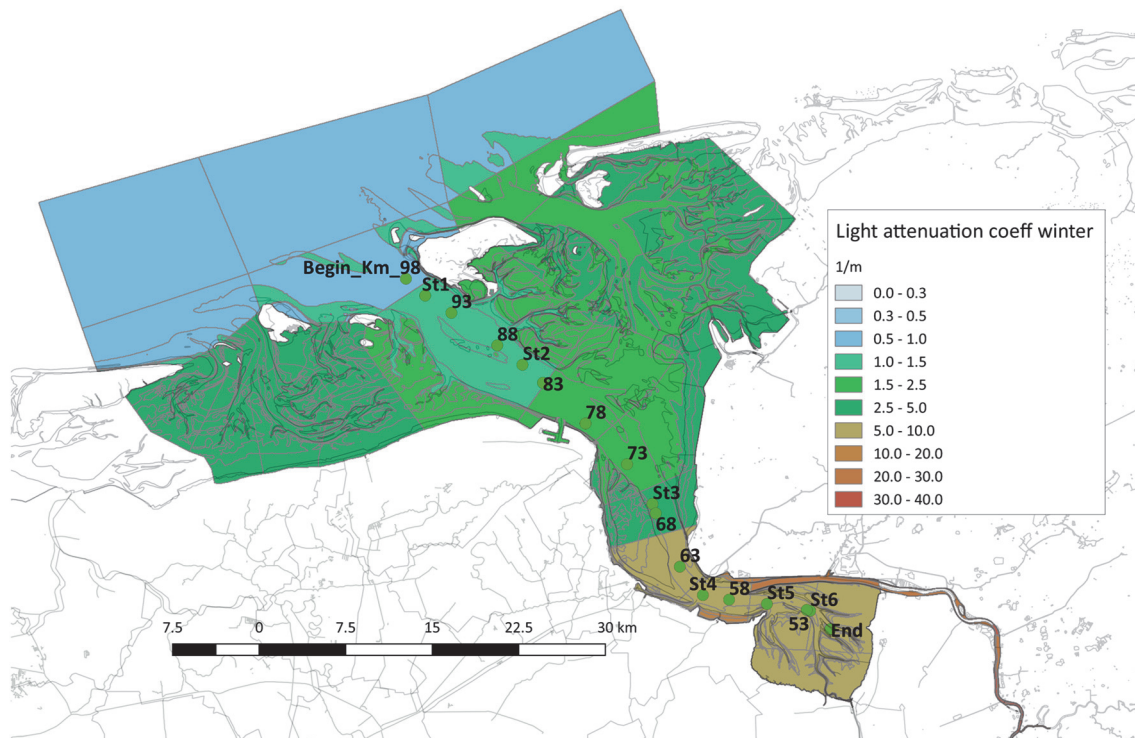 Light attenuation coeff winter
1/m
0.0 - 0.3
0.3 - 0.5
0.5 - 1.0
1.0 - 1.5
1.5 - 2.5
2.5 - 5.0
5.0 - 10.0
10.0 - 20.0
20.0 - 30.0
30.0 - 40.0
Begin_Km_98
St1
93
88
St2
83
78
73
St3
68
63
St4
58
St5
St6
53
End
7.5 0 7.5 15 22.5 30 km